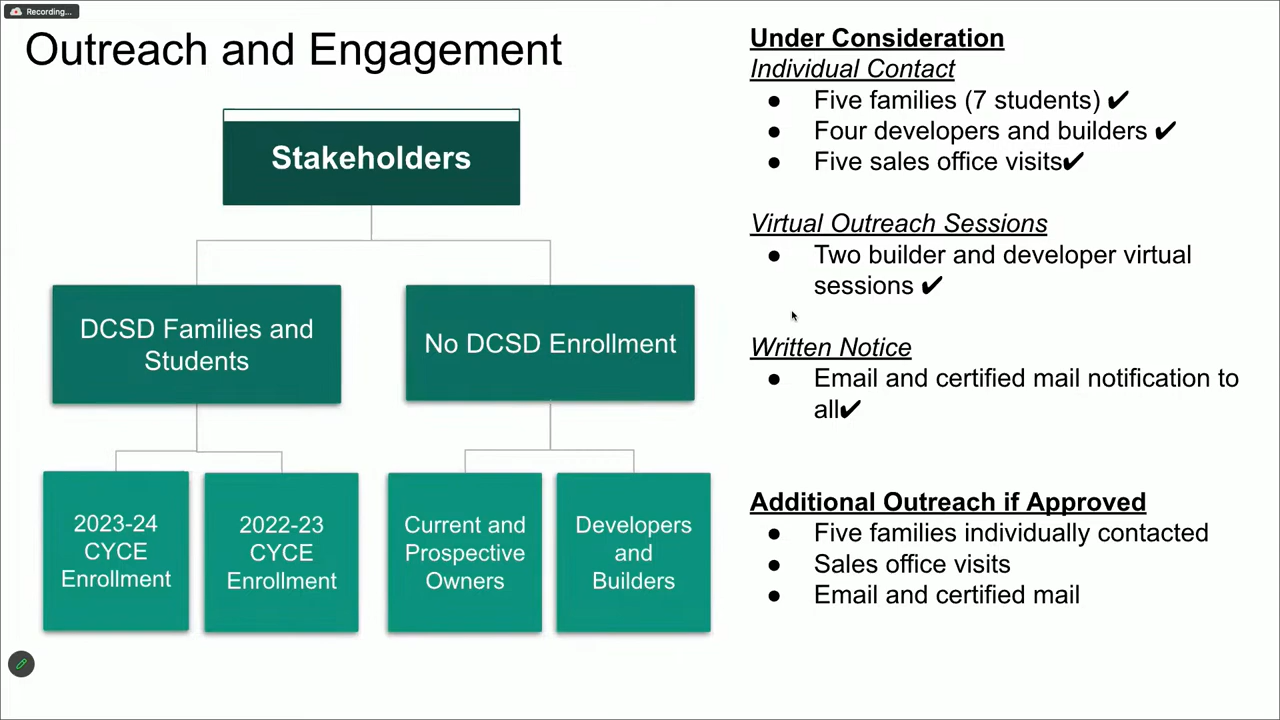 Recording...
Outreach and Engagement
Stakeholders
DCSD Families and
Students
No DCSD Enrollment
2023-24
CYCE
Enrollment
2022-23
CYCE
Enrollment
Current and
Prospective
Owners
Developers
and
Builders
Under Consideration
Individual Contact
● Five families (7 students) ✔
● Four developers and builders ✔
● Five sales office visits✔
Virtual Outreach Sessions
● Two builder and developer virtual
sessions ✔
Written Notice
● Email and certified mail notification to
all✔
Additional Outreach if Approved
● Five families individually contacted
● Sales office visits
● Email and certified mail